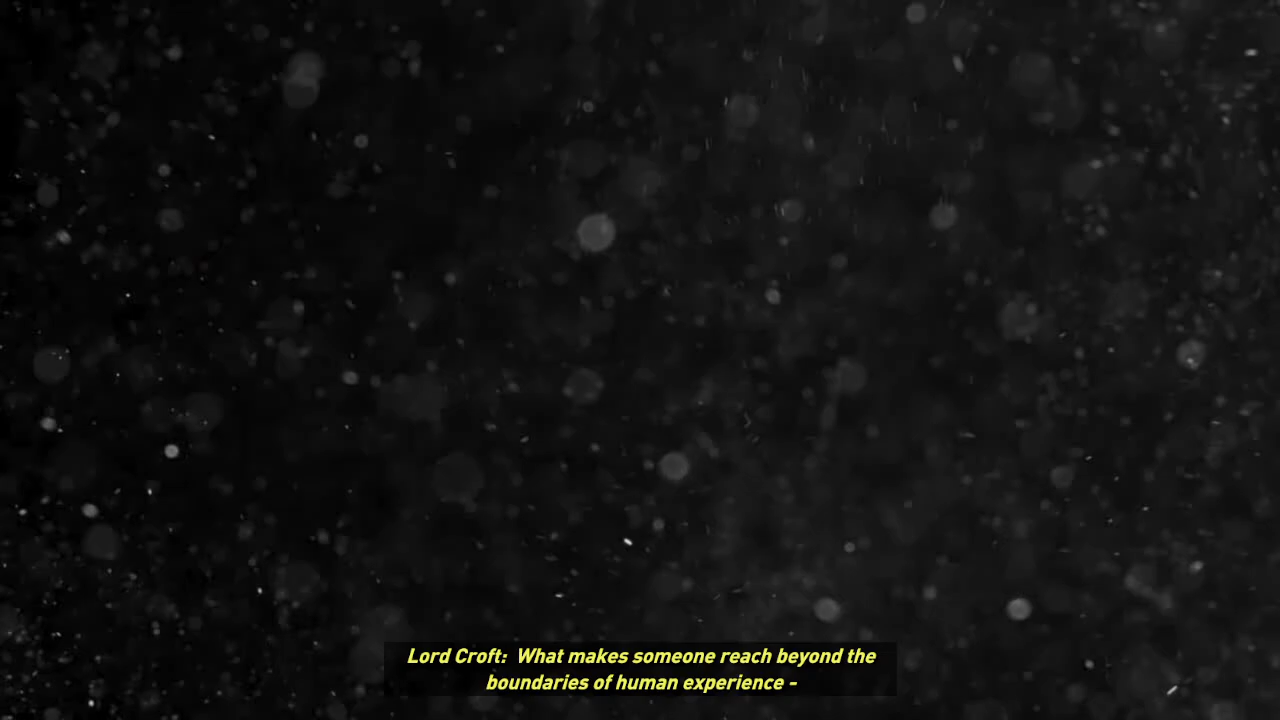 Lord Croft:  What makes someone reach beyond the
boundaries of human experience -